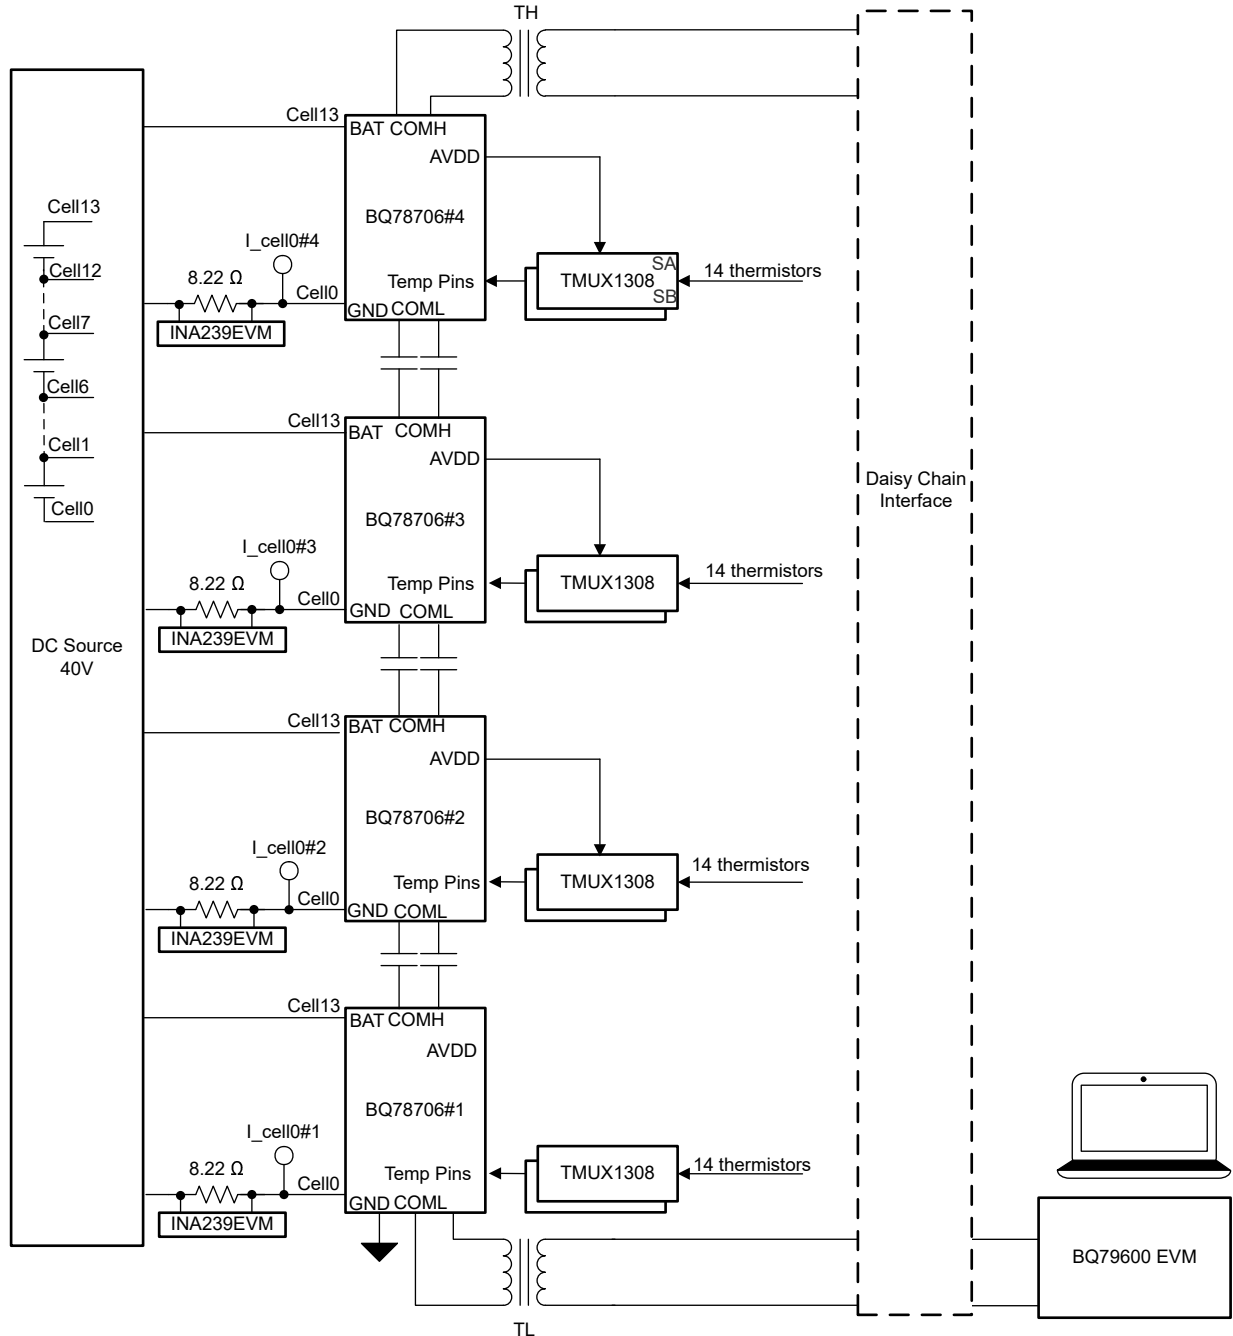 TH
Cell13
BAT COMH
AVDD
BQ78706#4
Cell13
Cell12
Cell7
Cell6
Cell1
Cell0
I_cell0#4
8.22 Ω
Cell0
INA239EVM
Temp Pins
GND COML
TMUX1308
SA
SB
14 thermistors
Cell13
BAT COMH
AVDD
BQ78706#3
I_cell0#3
8.22 Ω
Cell0
INA239EVM
Temp Pins
GND COML
TMUX1308
14 thermistors
Daisy Chain
Interface
DC Source
40V
Cell13
BAT COMH
AVDD
BQ78706#2
I_cell0#2
8.22 Ω
Cell0
INA239EVM
Temp Pins
GND COML
TMUX1308
14 thermistors
Cell13
BAT COMH
AVDD
BQ78706#1
I_cell0#1
8.22 Ω
Cell0
INA239EVM
Temp Pins
GND COML
TMUX1308
14 thermistors
BQ79600 EVM
TL